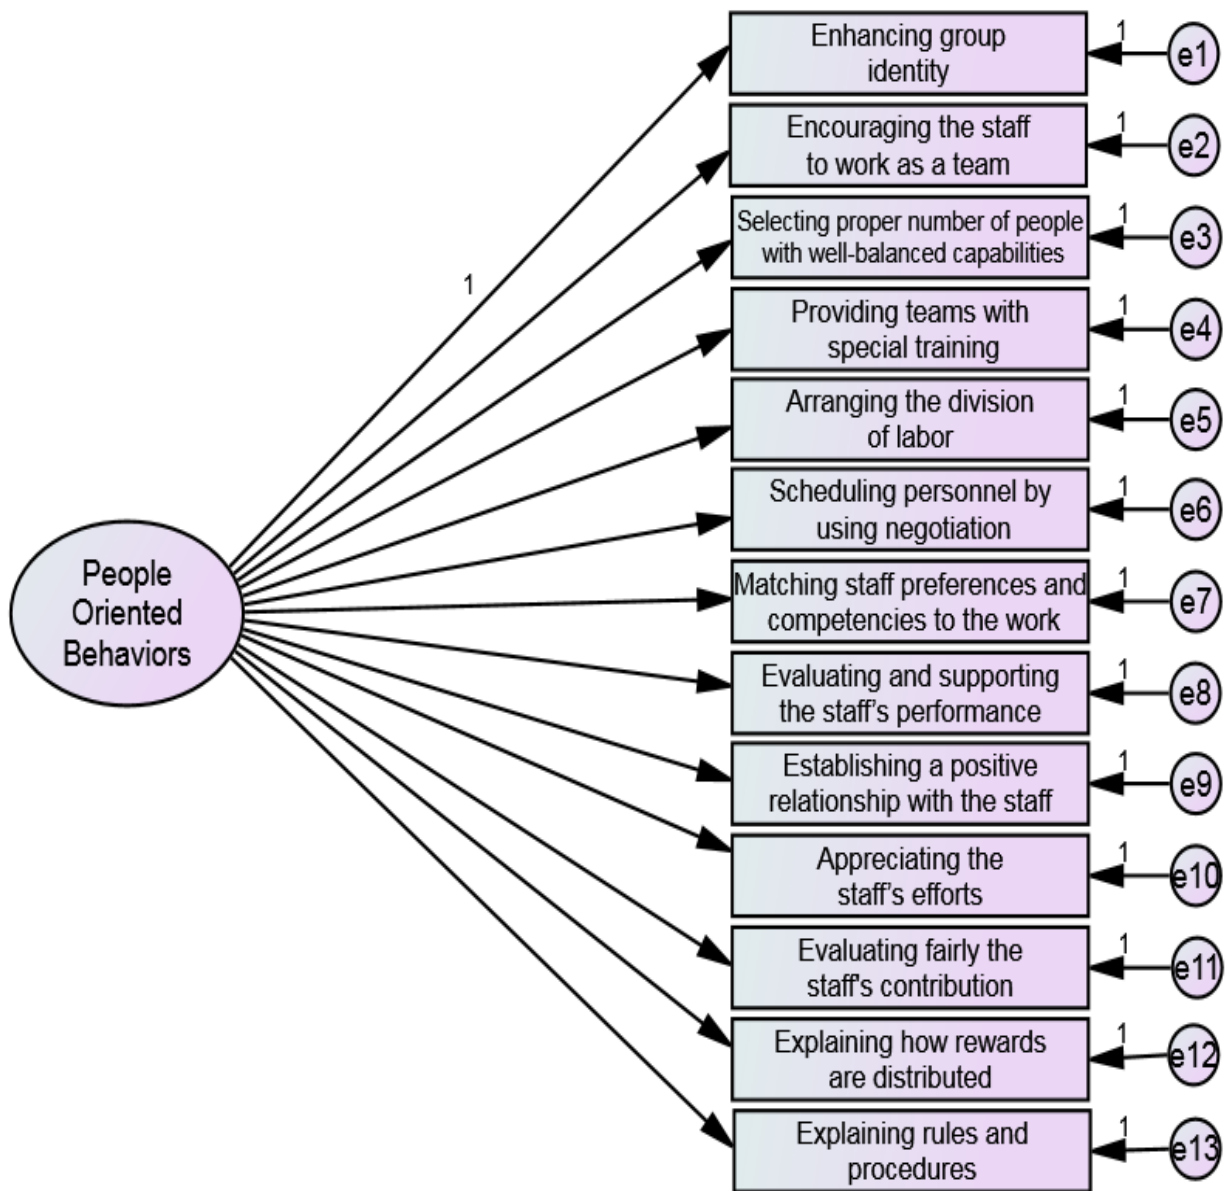 Enhancing group
identity
1
e1
Encouraging the staff
to work as a team
1
e2
Selecting proper number of people
with well-balanced capabilities
1
e3
1
Providing teams with
special training
1
e4
Arranging the division
of labor
1
e5
Scheduling personnel by
using negotiation
1
e6
People
Oriented
Behaviors
Matching staff preferences and
competencies to the work
1
e7
Evaluating and supporting
the staff's performance
1
e8
Establishing a positive
relationship with the staff
1
e9
Appreciating the
staff's efforts
1
e10
Evaluating fairly the
staff's contribution
1
e11
Explaining how rewards
are distributed
1
e12
Explaining rules and
procedures
1
e13